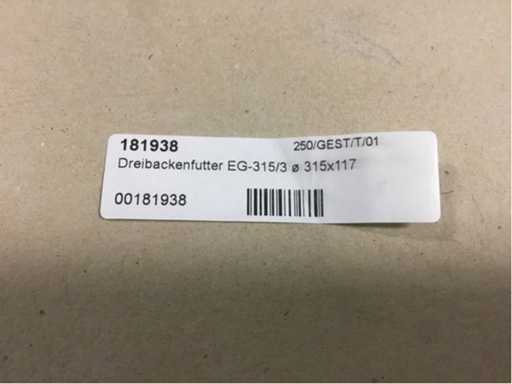 181938 250/GEST/T/01
Dreibackenfutter EG-315/3 ø 315x117
00181938